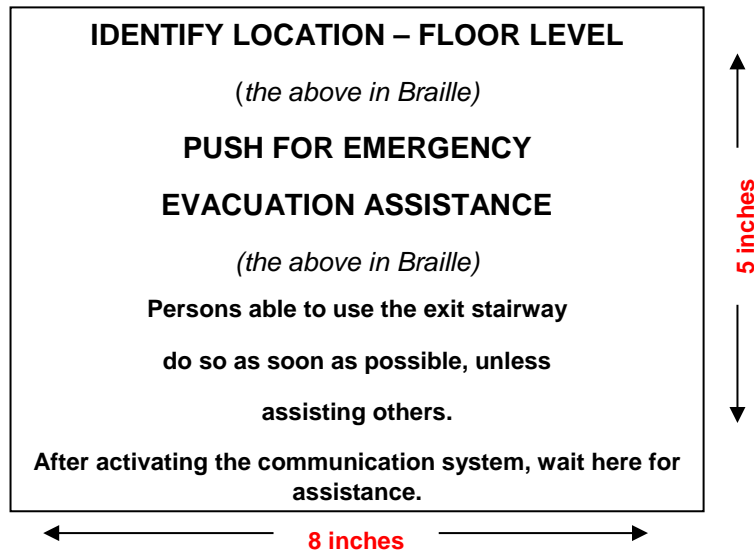 IDENTIFY LOCATION – FLOOR LEVEL
(the above in Braille)
PUSH FOR EMERGENCY
EVACUATION ASSISTANCE
(the above in Braille)
Persons able to use the exit stairway
do so as soon as possible, unless
assisting others.
After activating the communication system, wait here for
assistance.
5 inches
8 inches